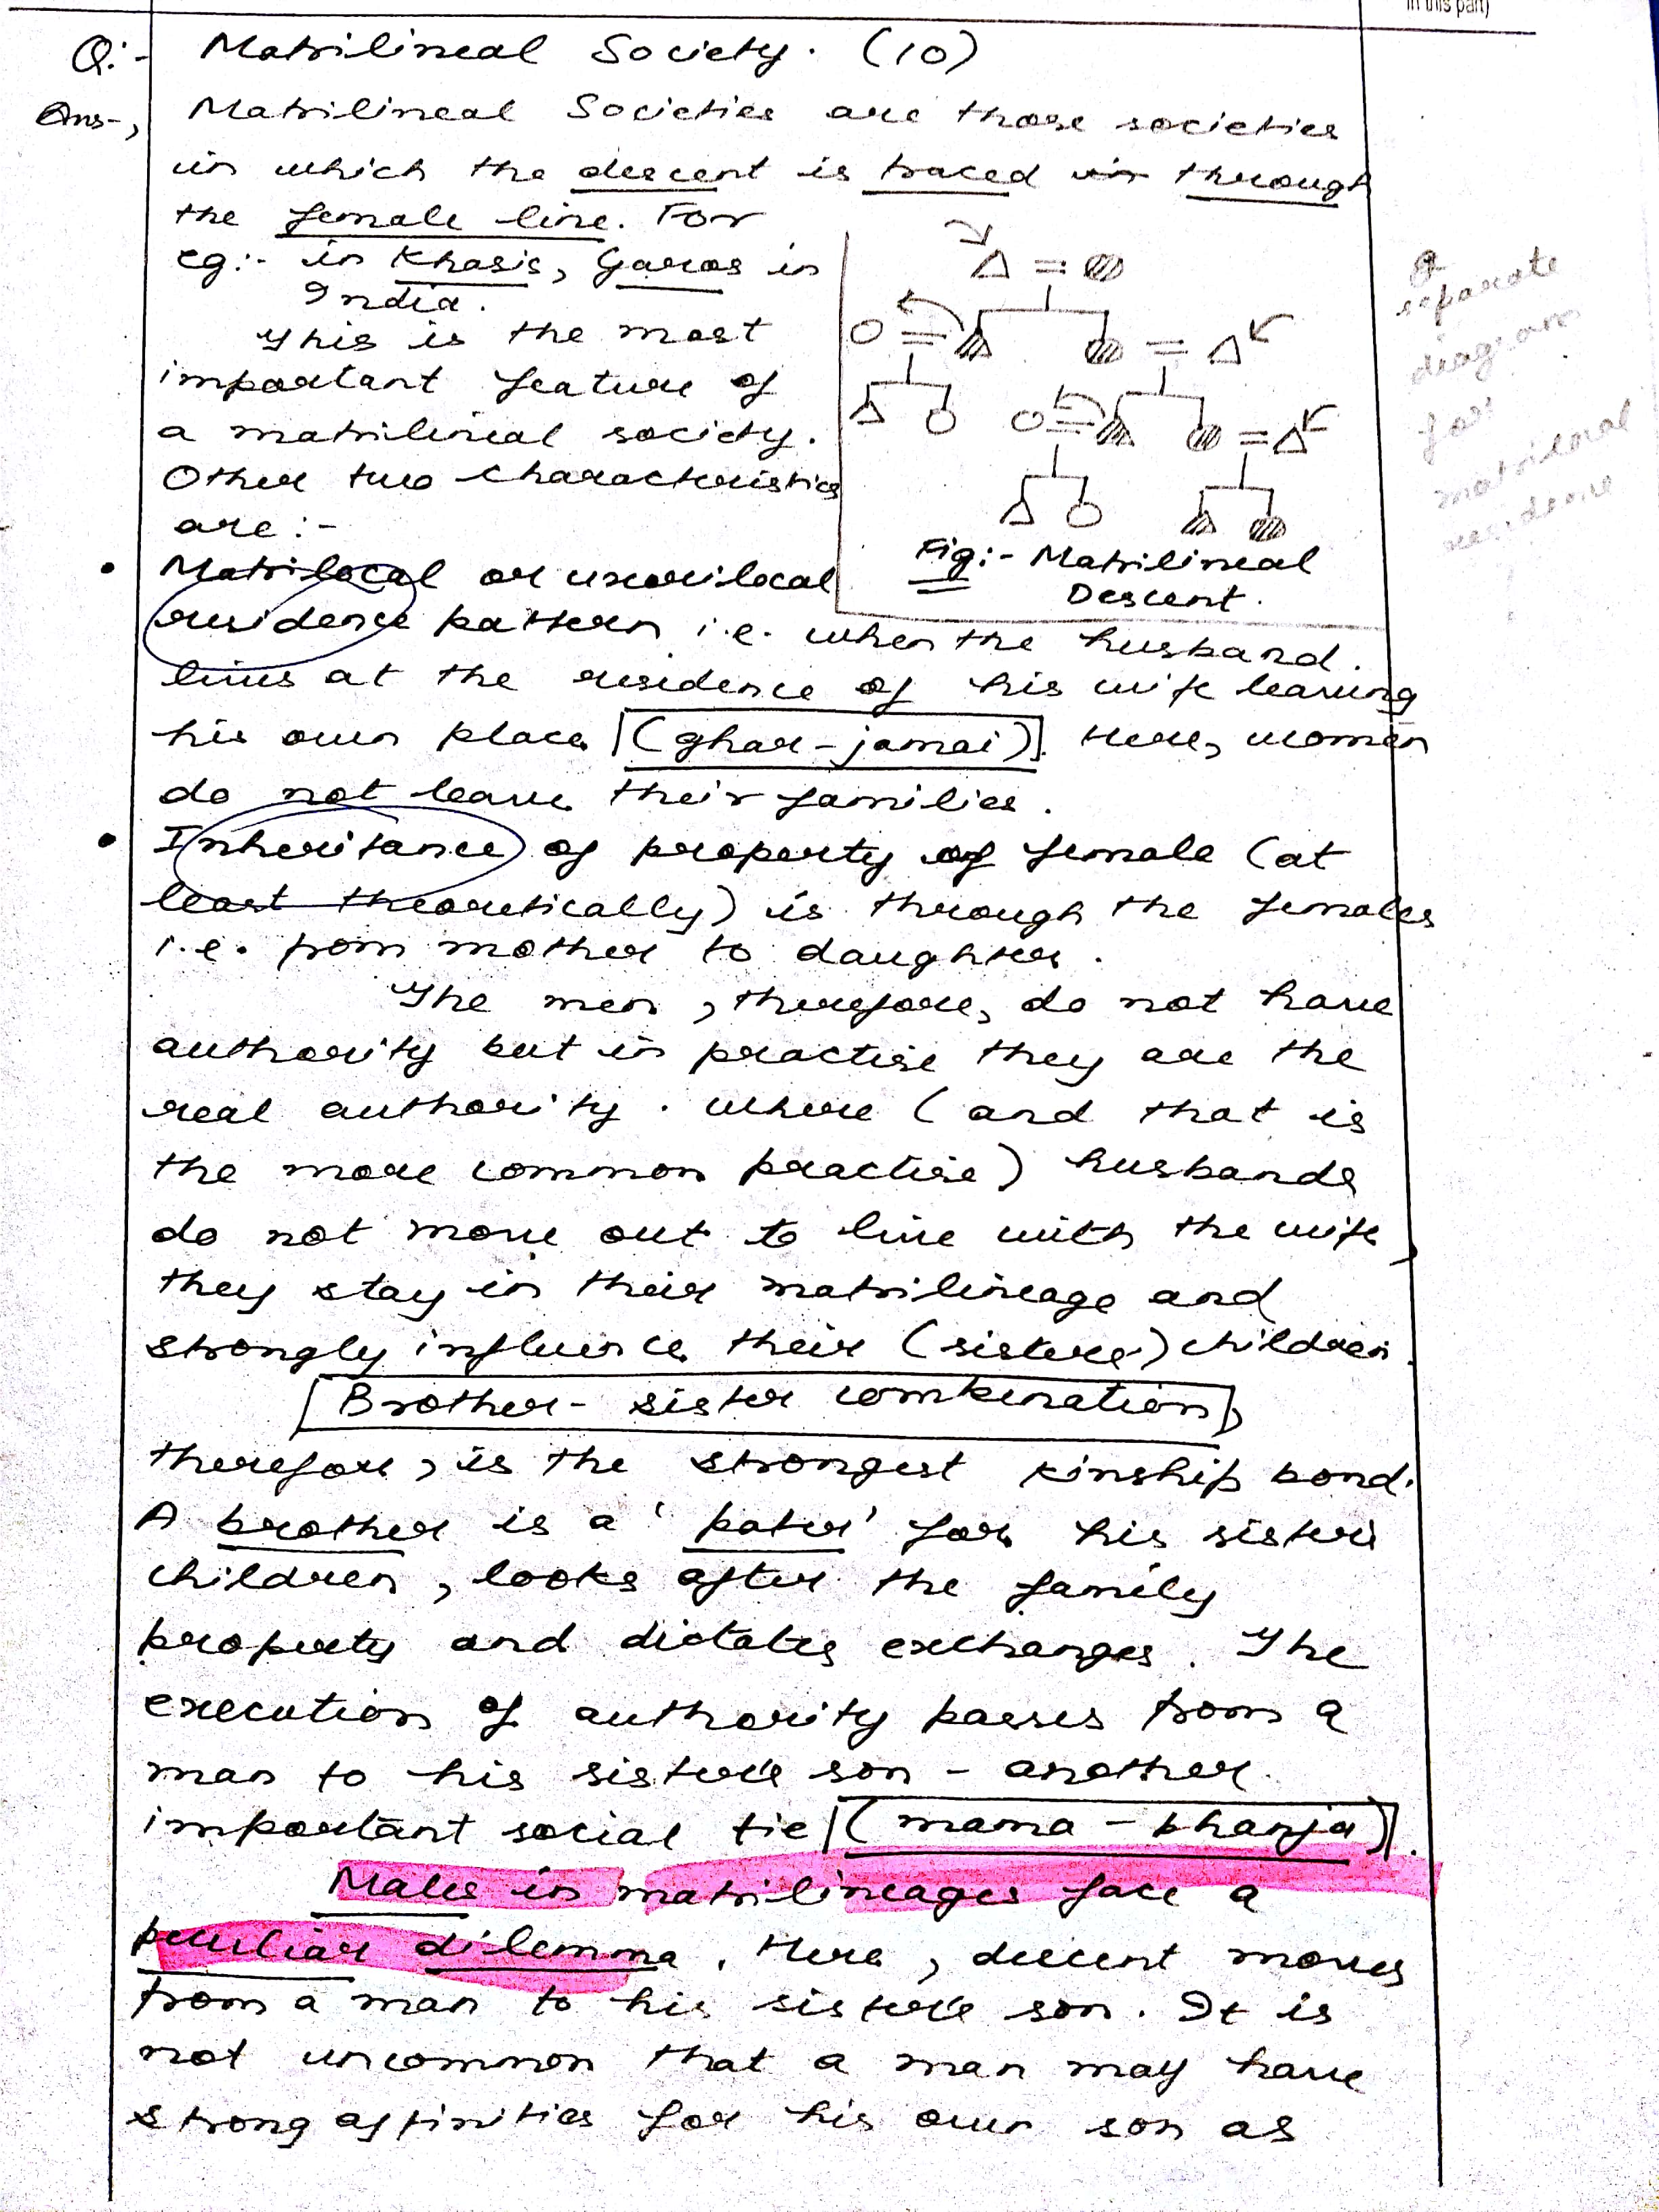 in this part)
Q:- Matrilineal Society. (10)
Ans-, Matrilineal Societies are those societies
in which the descent is traced through
the female line. For
eg:- in Khasis, Garos in
India.
This is the most
important feature of
a matrilineal society.
Other two characteristics
are:-
Fig:- Matrilineal
Descent.
A
separate
diagram
for
matrilocal
residence
• Matrilocal or uxorilocal
residence pattern i.e. when the husband.
lives at the residence of his wife leaving
his own place [(ghar-jamai)]. Here, women
do not leave their families.
• Inheritance of property of female (at
least theoretically) is through the females
i.e. from mother to daughter.
The men, therefore, do not have
authority but in practise they are the
real authority. Where (and that is
the more common practise) husbands
do not move out to live with the wife,
they stay in their matrilineage and
strongly influence their (sisters) children.
[Brother-sister combination],
therefore, is the strongest kinship bond.
A brother is a 'pater' for his sister's
children, looks after the family
property and dictates exchanges. The
execution of authority passes from a
man to his sister's son - another
important social tie [(mama-bhanja)].
Males in matrilineages face a
peculiar dilemma. Here, descent moves
from a man to his sister's son. It is
not uncommon that a man may have
strong affinities for his own son as